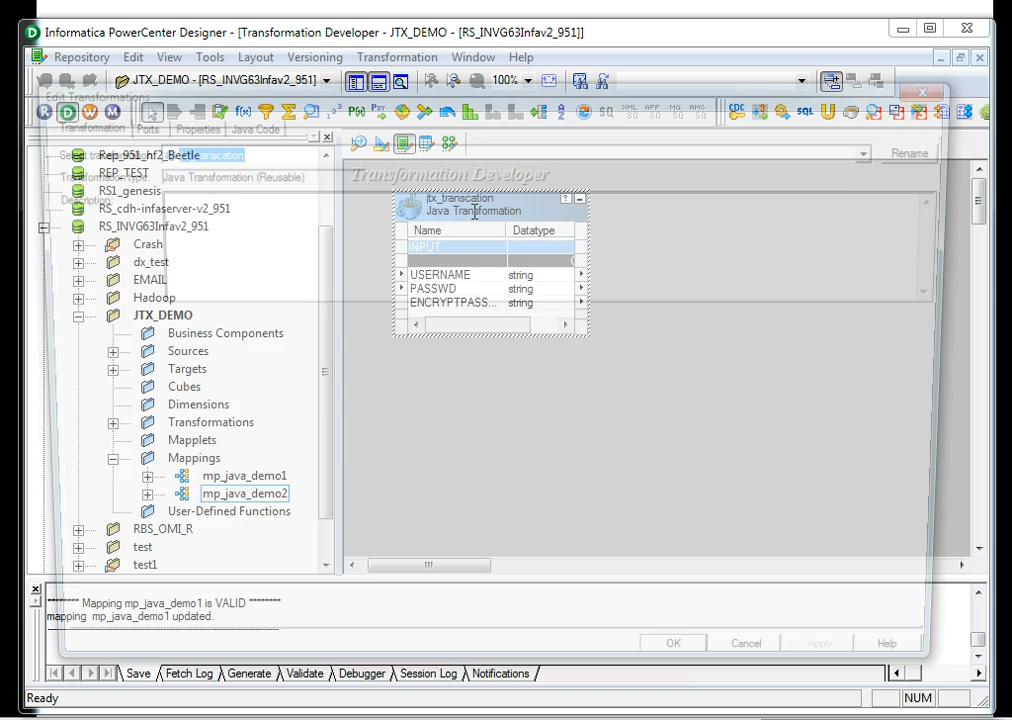 Informatica PowerCenter Designer - [Transformation Developer - JTX_DEMO - [RS_INVG63Infav2_951]]
Repository Edit View Tools Layout Versioning Transformation Window Help
JTX_DEMO - [RS_INVG63Infav2_951]
100%
Edit Transformations
Transformation Ports Properties Java Code
Rep_951_hf2_Beetle
Rename
REP_TEST
Transformation type: Java Transformation (Reusable)
RS1_genesis
Description:
RS_cdh-infaserver-v2_951
RS_INVG63Infav2_951
Crash
dx_test
EMAIL
Hadoop
JTX_DEMO
Business Components
Sources
Targets
Cubes
Dimensions
Transformations
Mapplets
Mappings
mp_java_demo1
mp_java_demo2
User-Defined Functions
RBS_OMI_R
test
test1
Transformation Developer
jtx_transcation
Java Transformation
Name Datatype
INPUT
USERNAME string
PASSWD string
ENCRYPTPASS... string
******** Mapping mp_java_demo1 is VALID ********
mapping mp_java_demo1 updated.
OK Cancel Apply Help
Save Fetch Log Generate Validate Debugger Session Log Notifications
Ready
NUM